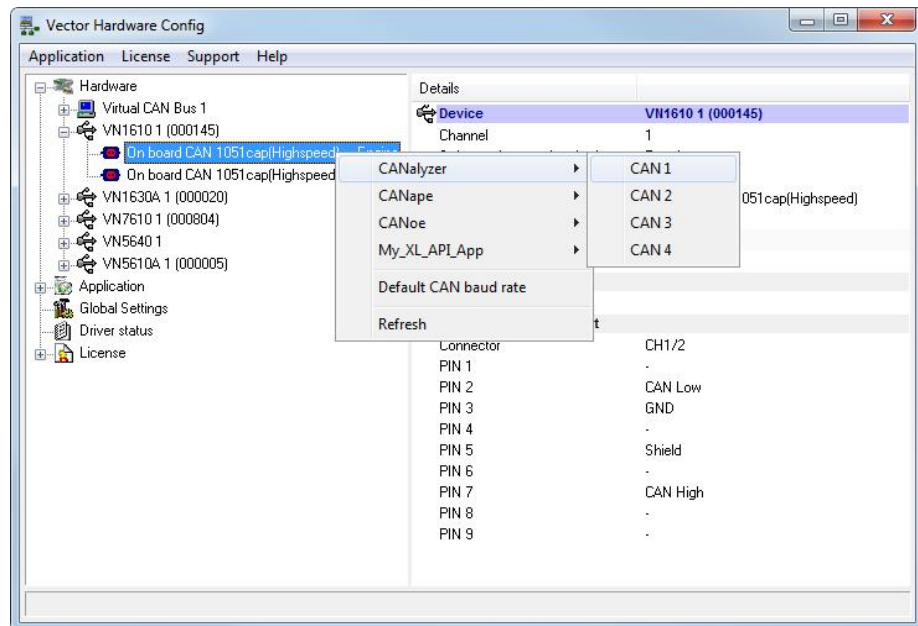 Vector Hardware Config
Application License Support Help
Hardware
Virtual CAN Bus 1
VN1610 1 (000145)
On board CAN 1051cap(Highspeed)
On board CAN 1051cap(Highspeed
VN1630A 1 (000020)
VN7610 1 (000804)
VN5640 1
VN5610A 1 (000005)
Application
Global Settings
Driver status
License
CANalyzer
CANape
CANoe
My_XL_API_App
Default CAN baud rate
Refresh
CAN 1
CAN 2
CAN 3
CAN 4
Details
Device VN1610 1 (000145)
Channel 1
051cap(Highspeed)
t
Connector CH1/2
PIN 1 -
PIN 2 CAN Low
PIN 3 GND
PIN 4 -
PIN 5 Shield
PIN 6 -
PIN 7 CAN High
PIN 8 -
PIN 9 -